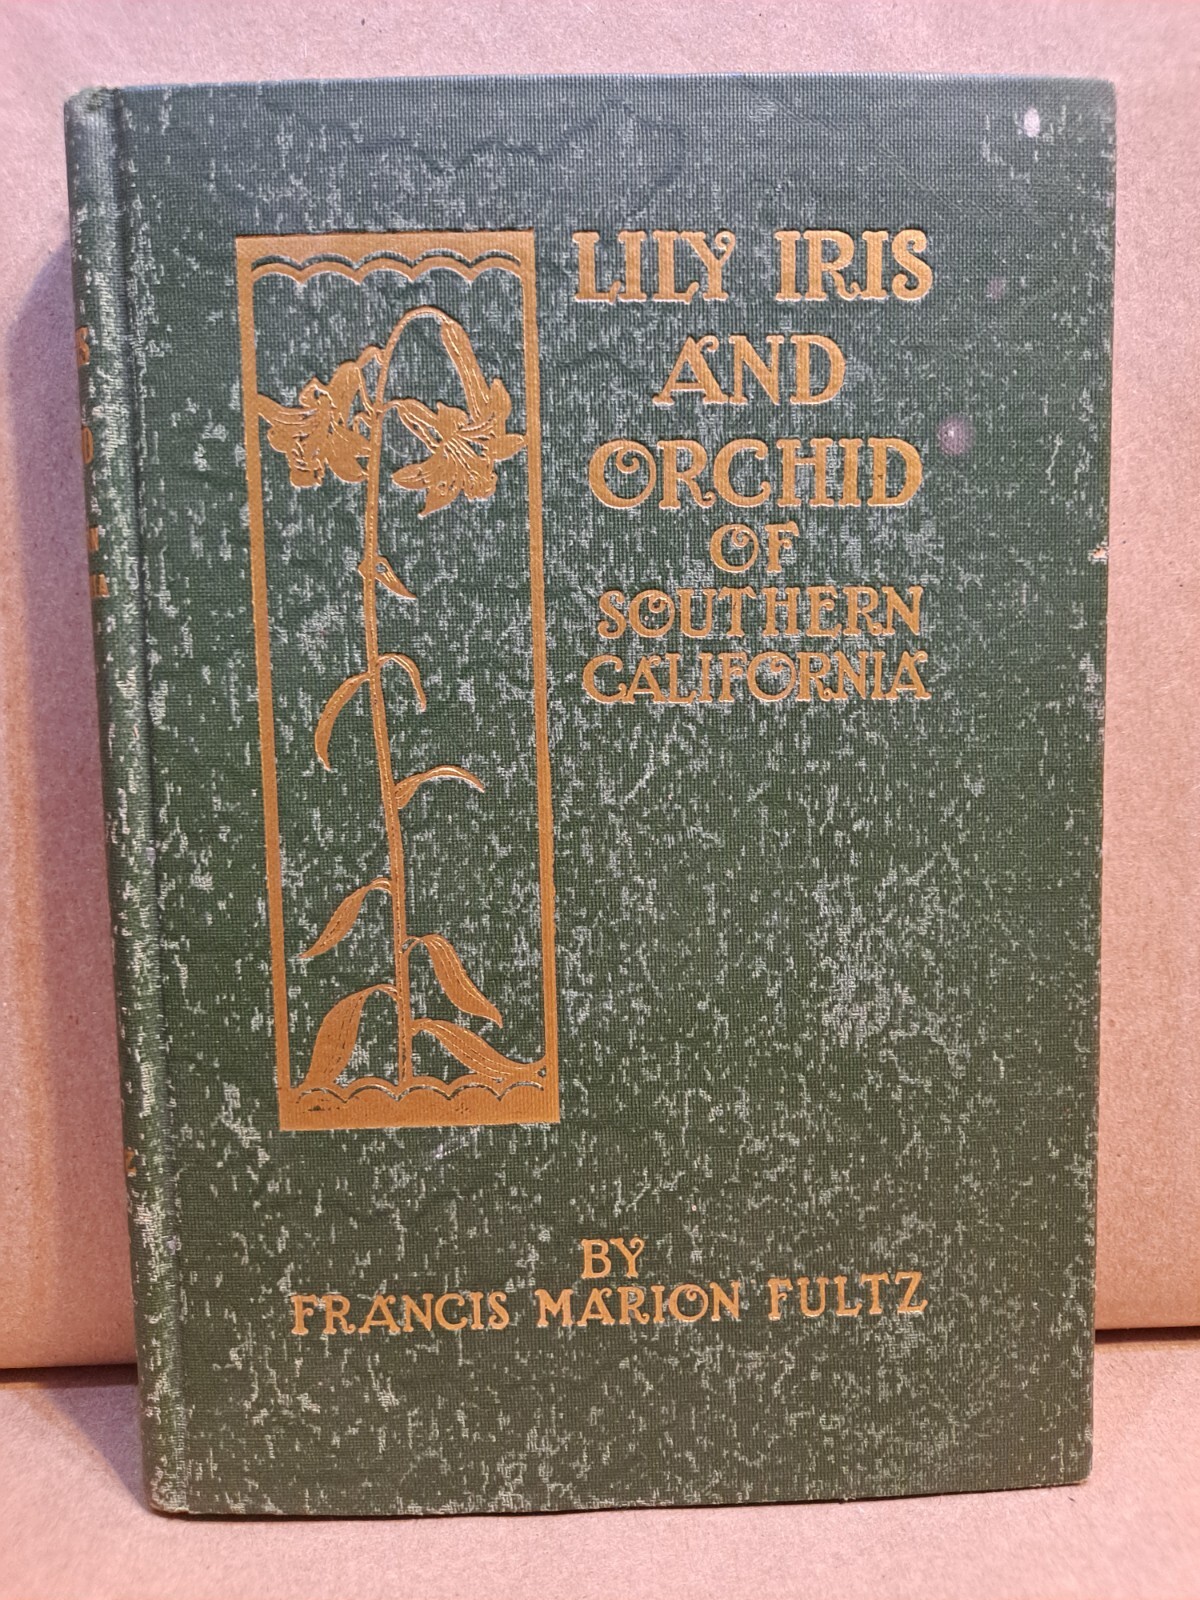 LILY IRIS
AND
ORCHID
OF
SOUTHERN
CALIFORNIA
BY
FRANCIS MARION FULTZ